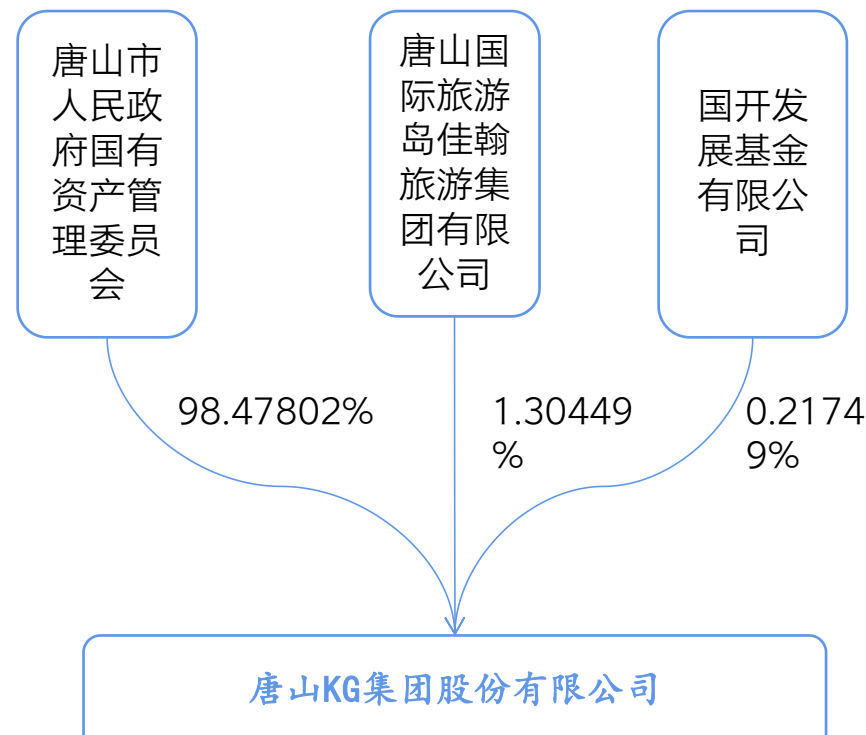 唐山市
人民政
府国有
资产管
理委员
会
唐山国
际旅游
岛佳翰
旅游集
团有限
公司
国开发
展基金
有限公
司
98.47802%
1.30449
%
0.2174
9%
唐山KG集团股份有限公司